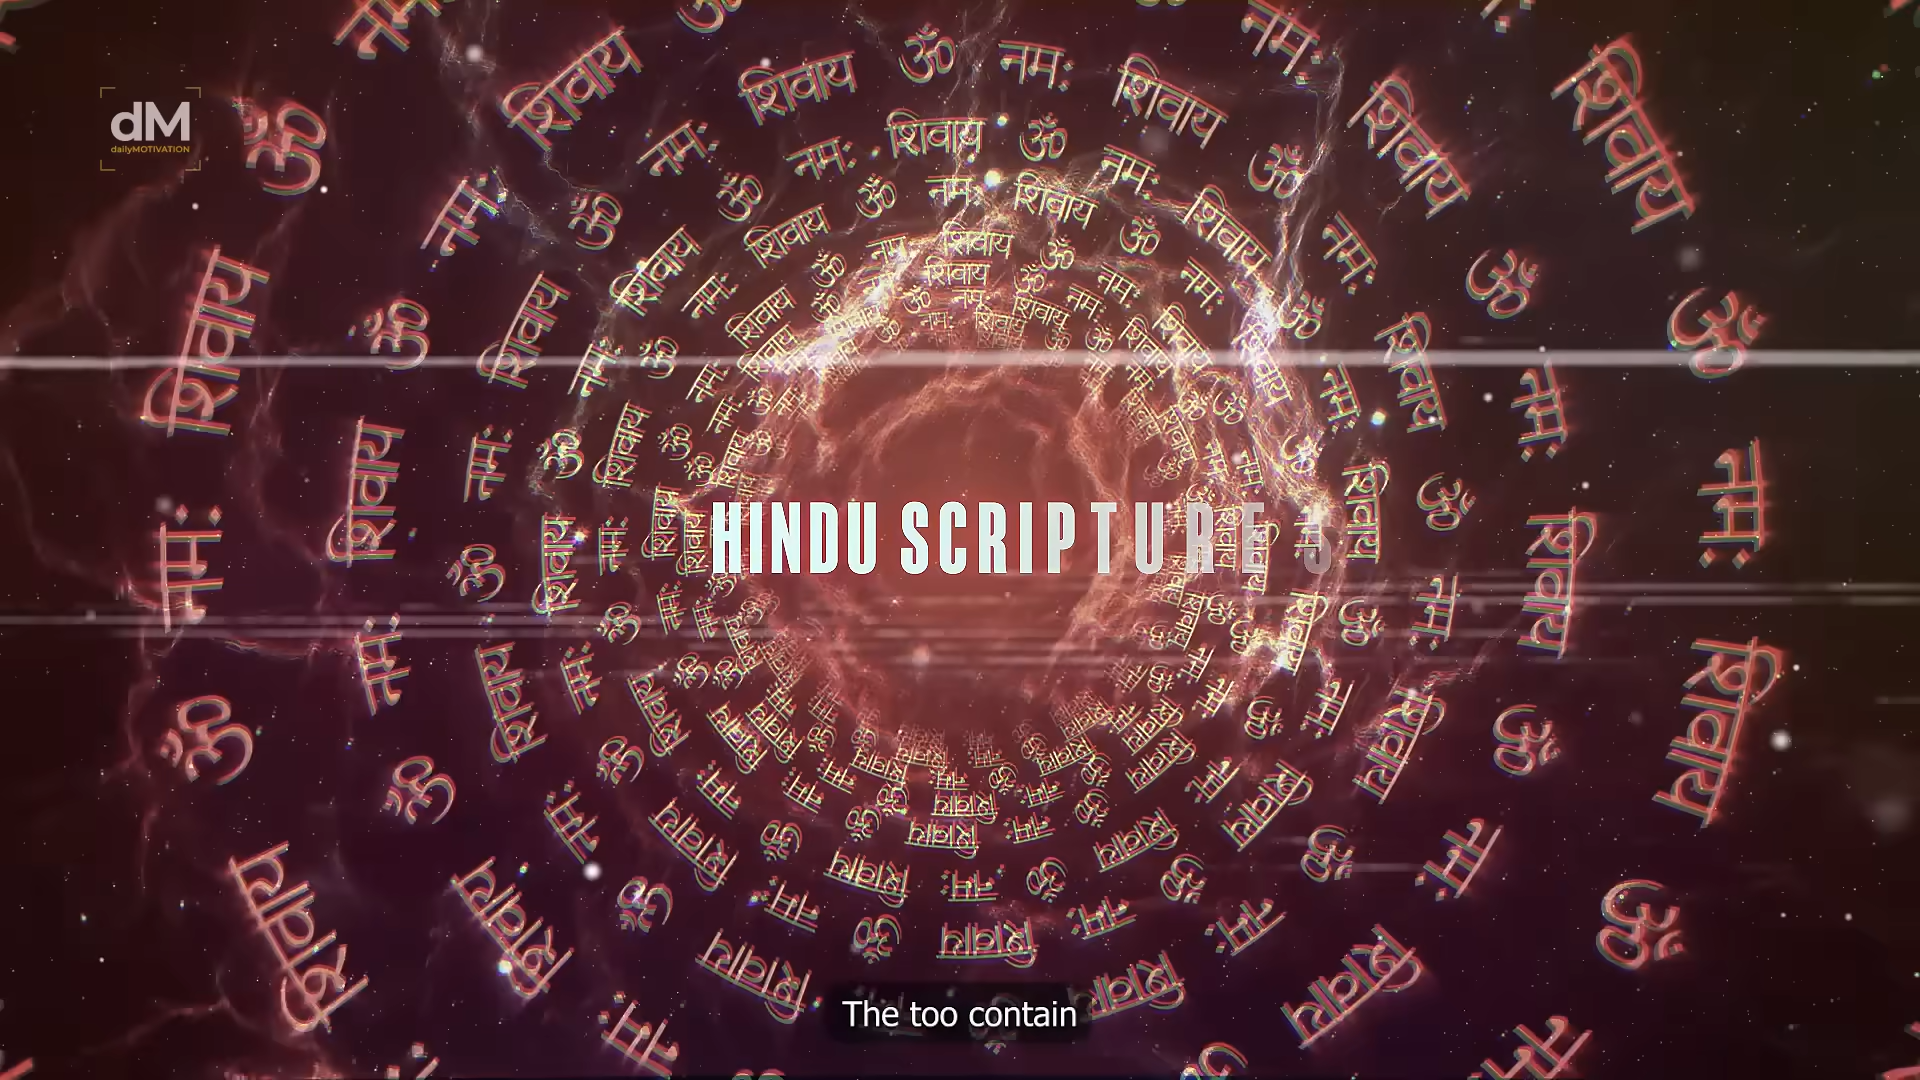 dM
dailyMOTIVATION
ॐ नमः शिवाय
HINDU SCRIPTURES
The too contain